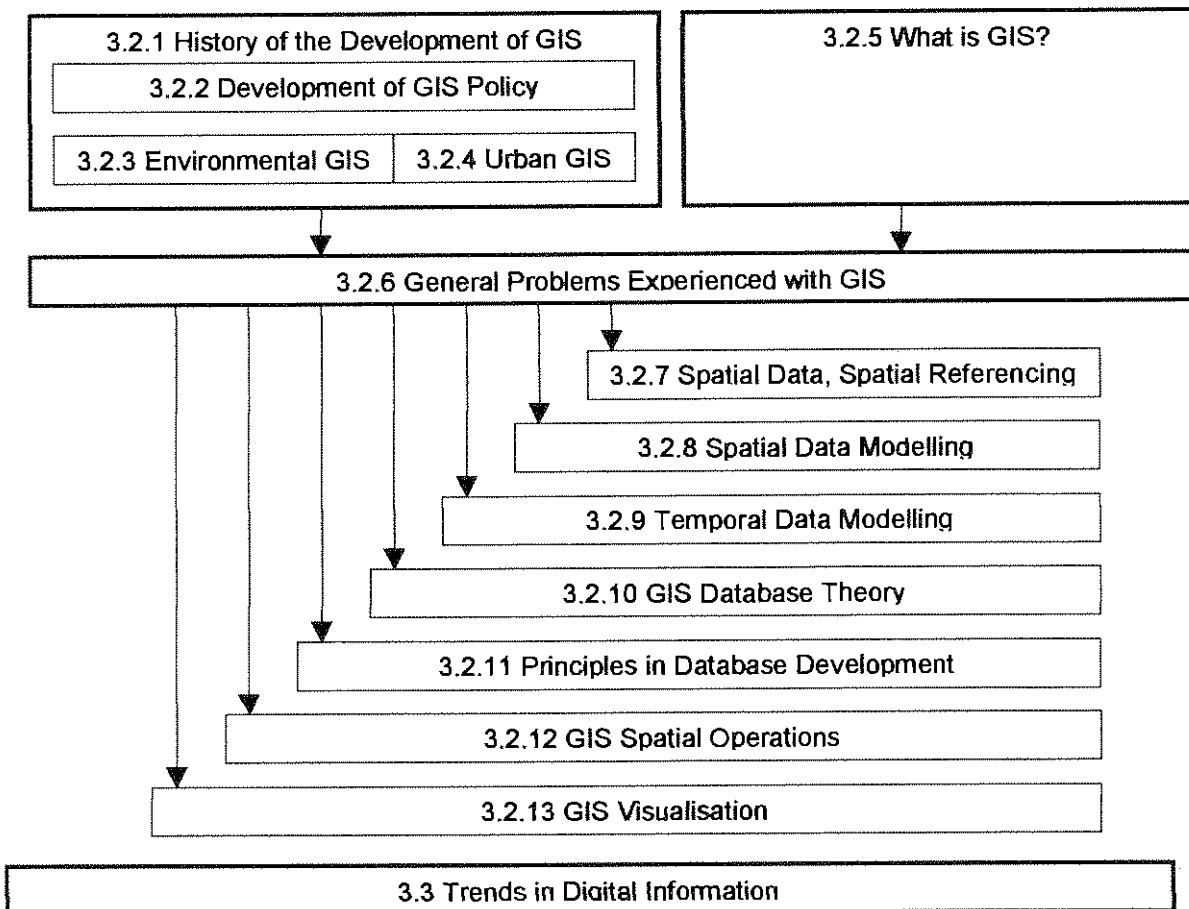 3.2.1 History of the Development of GIS
3.2.2 Development of GIS Policy
3.2.3 Environmental GIS
3.2.4 Urban GIS
3.2.5 What is GIS?
3.2.6 General Problems Experienced with GIS
3.2.7 Spatial Data, Spatial Referencing
3.2.8 Spatial Data Modelling
3.2.9 Temporal Data Modelling
3.2.10 GIS Database Theory
3.2.11 Principles in Database Development
3.2.12 GIS Spatial Operations
3.2.13 GIS Visualisation
3.3 Trends in Digital Information